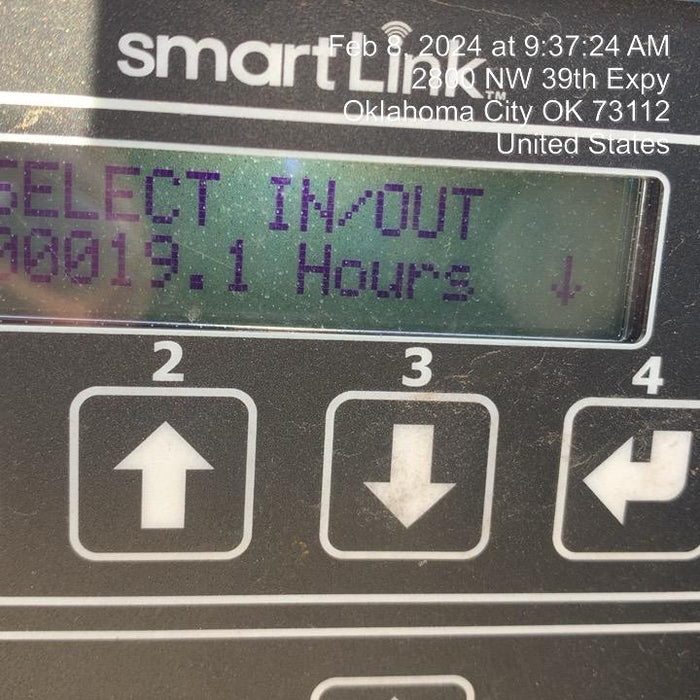 smartLink™
Feb 8, 2024 at 9:37:24 AM
2800 NW 39th Expy
Oklahoma City OK 73112
United States
SELECT IN/OUT
00019.1 Hours ↓
2 3 4